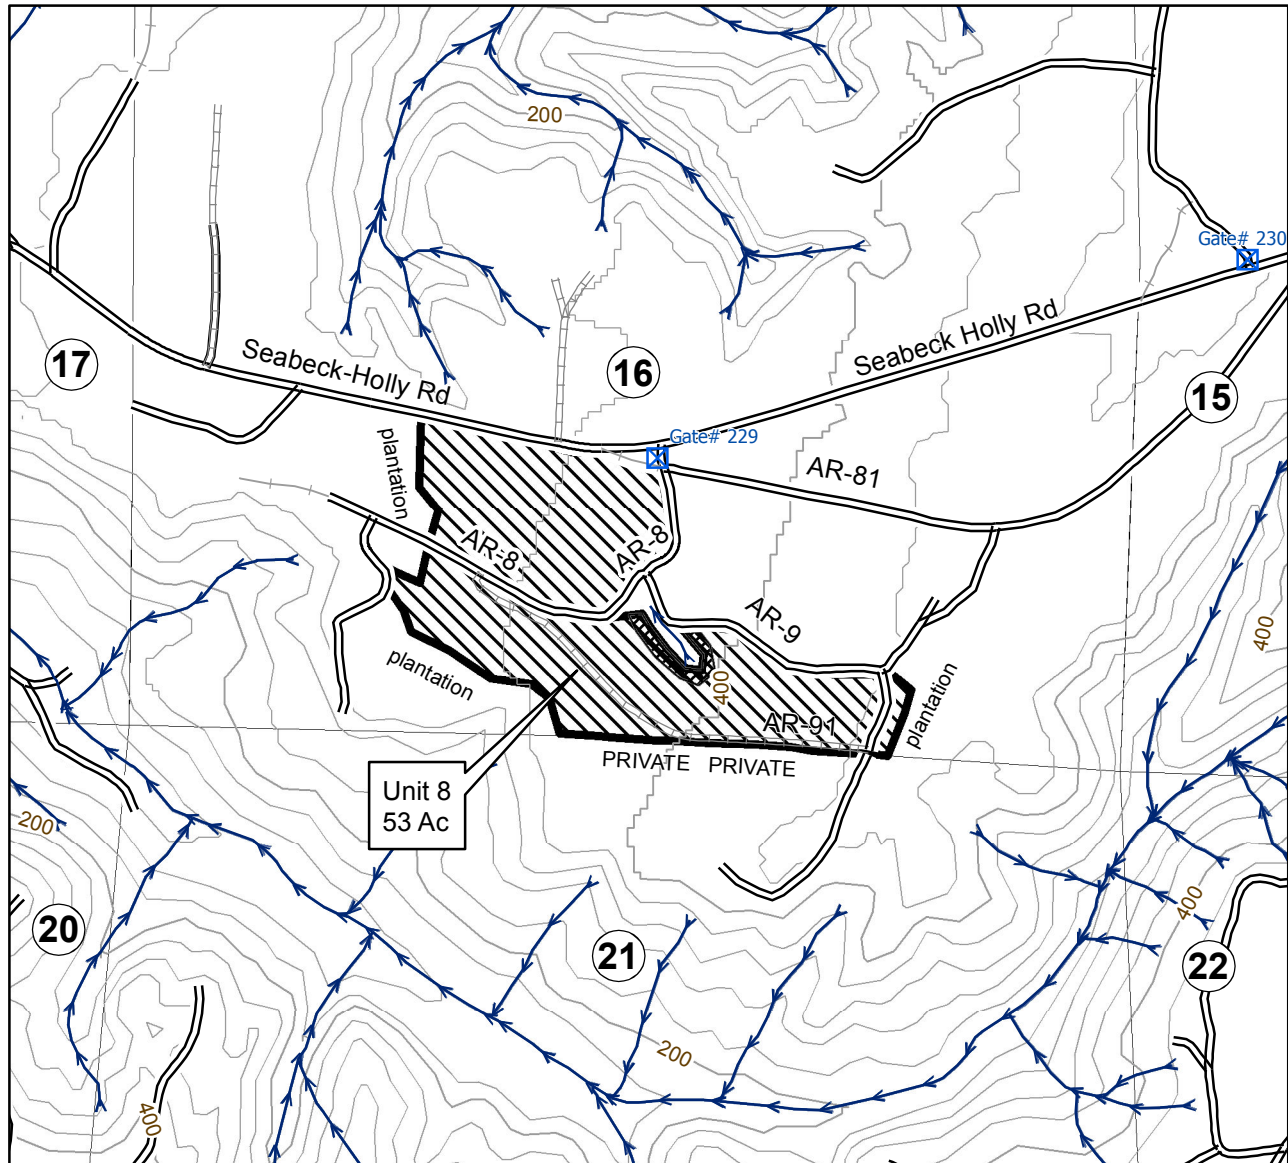 200
Gate# 230
Seabeck Holly Rd
Seabeck-Holly Rd
17
16
15
Gate# 229
plantation
AR-81
AR-8
AR-8
AR-9
400
plantation
400
plantation
AR-91
PRIVATE PRIVATE
Unit 8
53 Ac
200
400
20
21
22
200
400